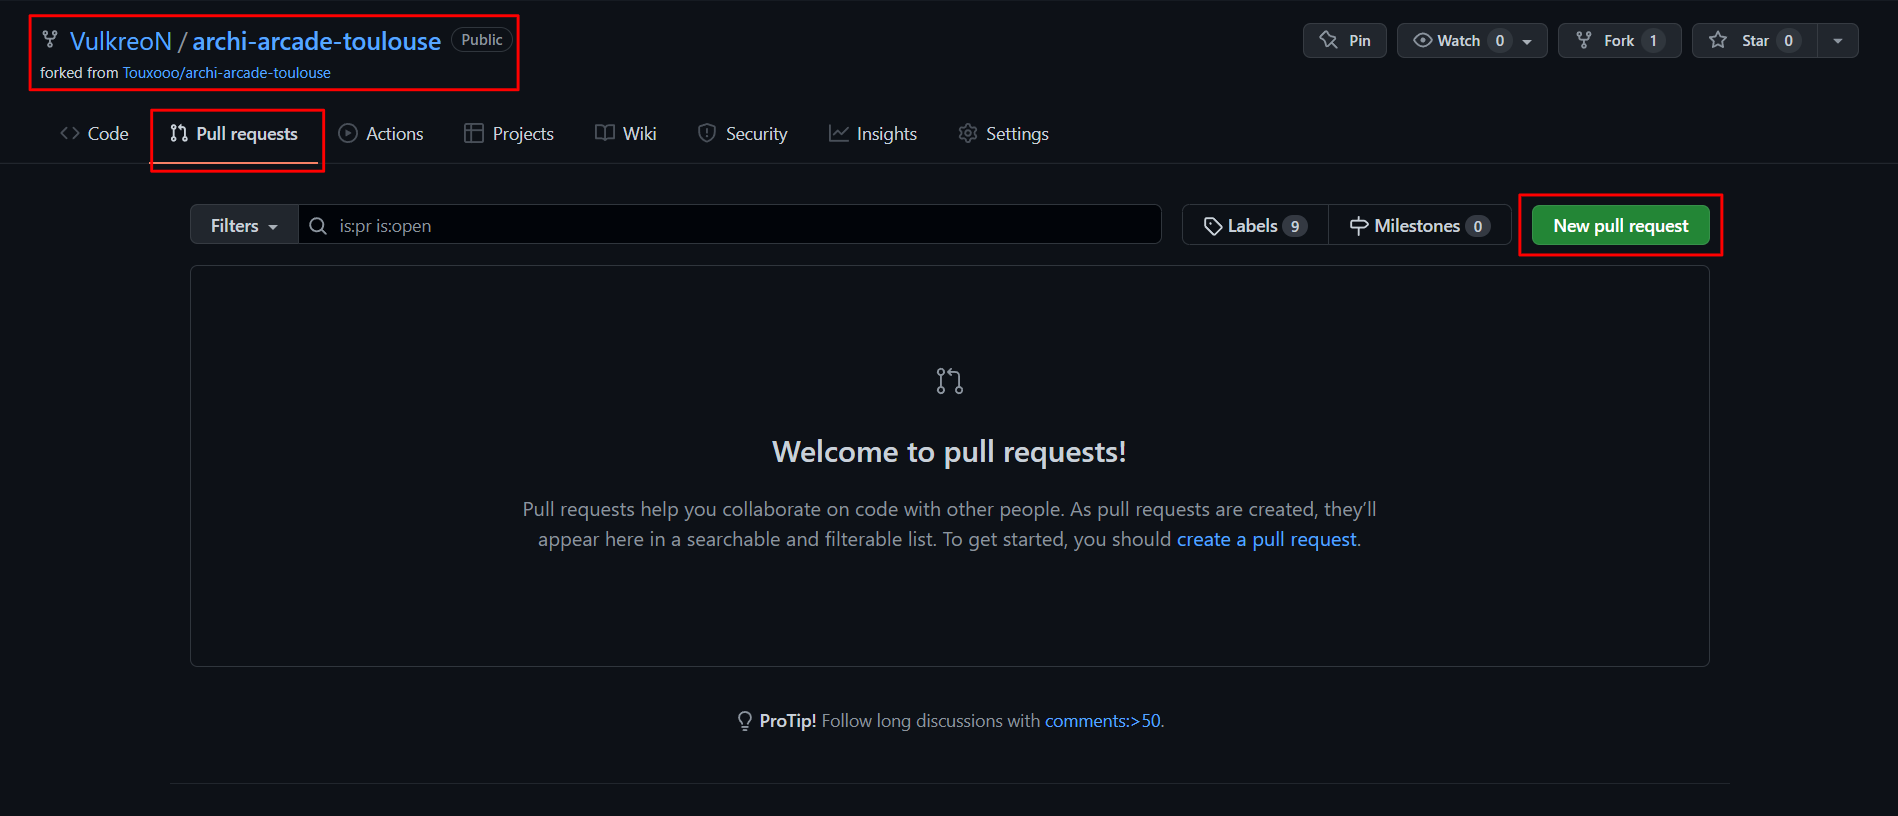 VulkreoN / archi-arcade-toulouse Public
Pin Watch 0 Fork 1 Star 0
forked from Touxooo/archi-arcade-toulouse
Code Pull requests Actions Projects Wiki Security Insights Settings
Filters is:pr is:open Labels 9 Milestones 0 New pull request
Welcome to pull requests!
Pull requests help you collaborate on code with other people. As pull requests are created, they’ll
appear here in a searchable and filterable list. To get started, you should create a pull request.
ProTip! Follow long discussions with comments:>50.